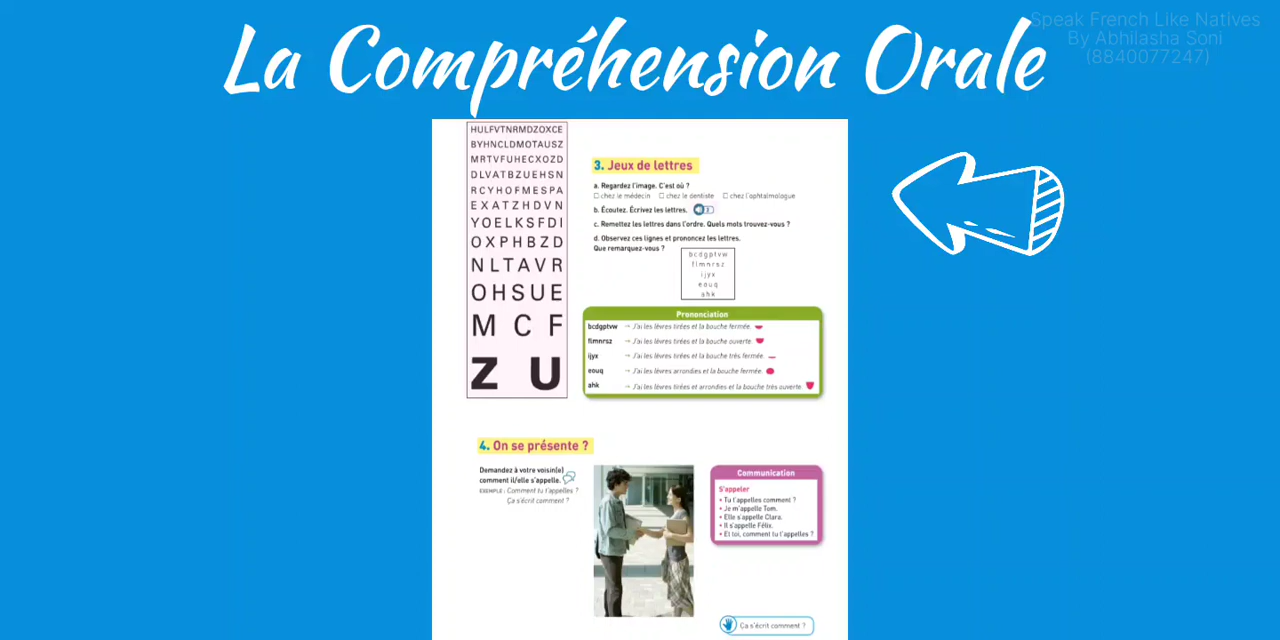 Speak French Like Natives
By Abhilasha Soni
(8840077247)
La Compréhension Orale
HULFVTNRMDZOXCE
BYHNCLDMOTAUSZ
MRTVFUHECXOZD
DLVATBZUEHSN
RCYHOFMESPA
EXATZHDVN
YOELKSFDI
OXPHBZD
NLTAVR
OHSUE
M C F
Z U
3. Jeux de lettres
a. Regardez l'image. C'est où ?
chez le médecin chez le dentiste chez l'ophtalmologue
b. Écoutez. Écrivez les lettres.
c. Remettez les lettres dans l'ordre. Quels mots trouvez-vous ?
d. Observez ces lignes et prononcez les lettres.
Que remarquez-vous ?
b c d g p t v w
f l m n r s z
i j y x
e o u q
a h k
Prononciation
bcdgptvw → J'ai les lèvres tirées et la bouche fermée.
flmnrsz → J'ai les lèvres tirées et la bouche ouverte.
ijyx → J'ai les lèvres tirées et la bouche très fermée.
eouq → J'ai les lèvres arrondies et la bouche fermée.
ahk → J'ai les lèvres tirées et arrondies et la bouche très ouverte.
4. On se présente ?
Demandez à votre voisin(e)
comment il/elle s'appelle.
EXEMPLE : Comment tu t'appelles ?
Ça s'écrit comment ?
Communication
S'appeler
• Tu t'appelles comment ?
• Je m'appelle Tom.
• Elle s'appelle Clara.
• Il s'appelle Félix.
• Et toi, comment tu t'appelles ?
Ça s'écrit comment ?